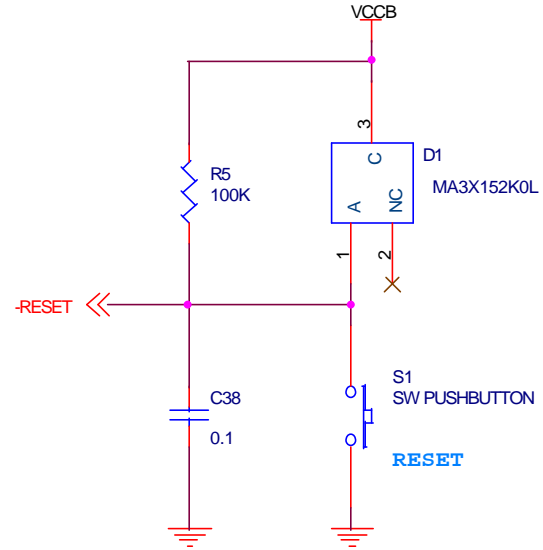 VCCB
3
D1
C
R5
100K
MA3X152K0L
A
NC
1
2
-RESET
S1
C38
SW PUSHBUTTON
0.1
RESET